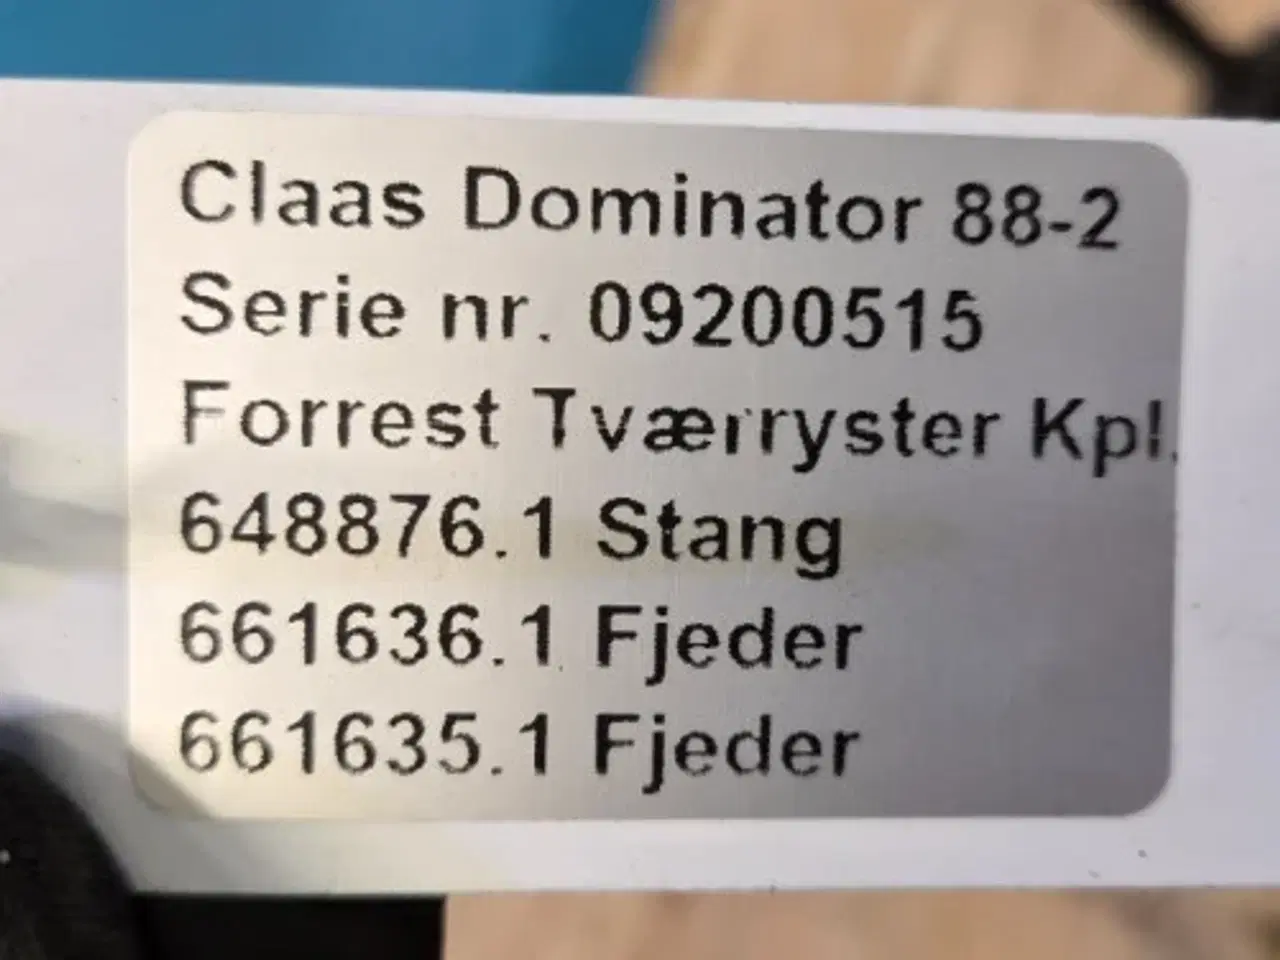 Claas Dominator 88-2
Serie nr. 09200515
Forrest Tværryster Kpl.
648876.1 Stang
661636.1 Fjeder
661635.1 Fjeder